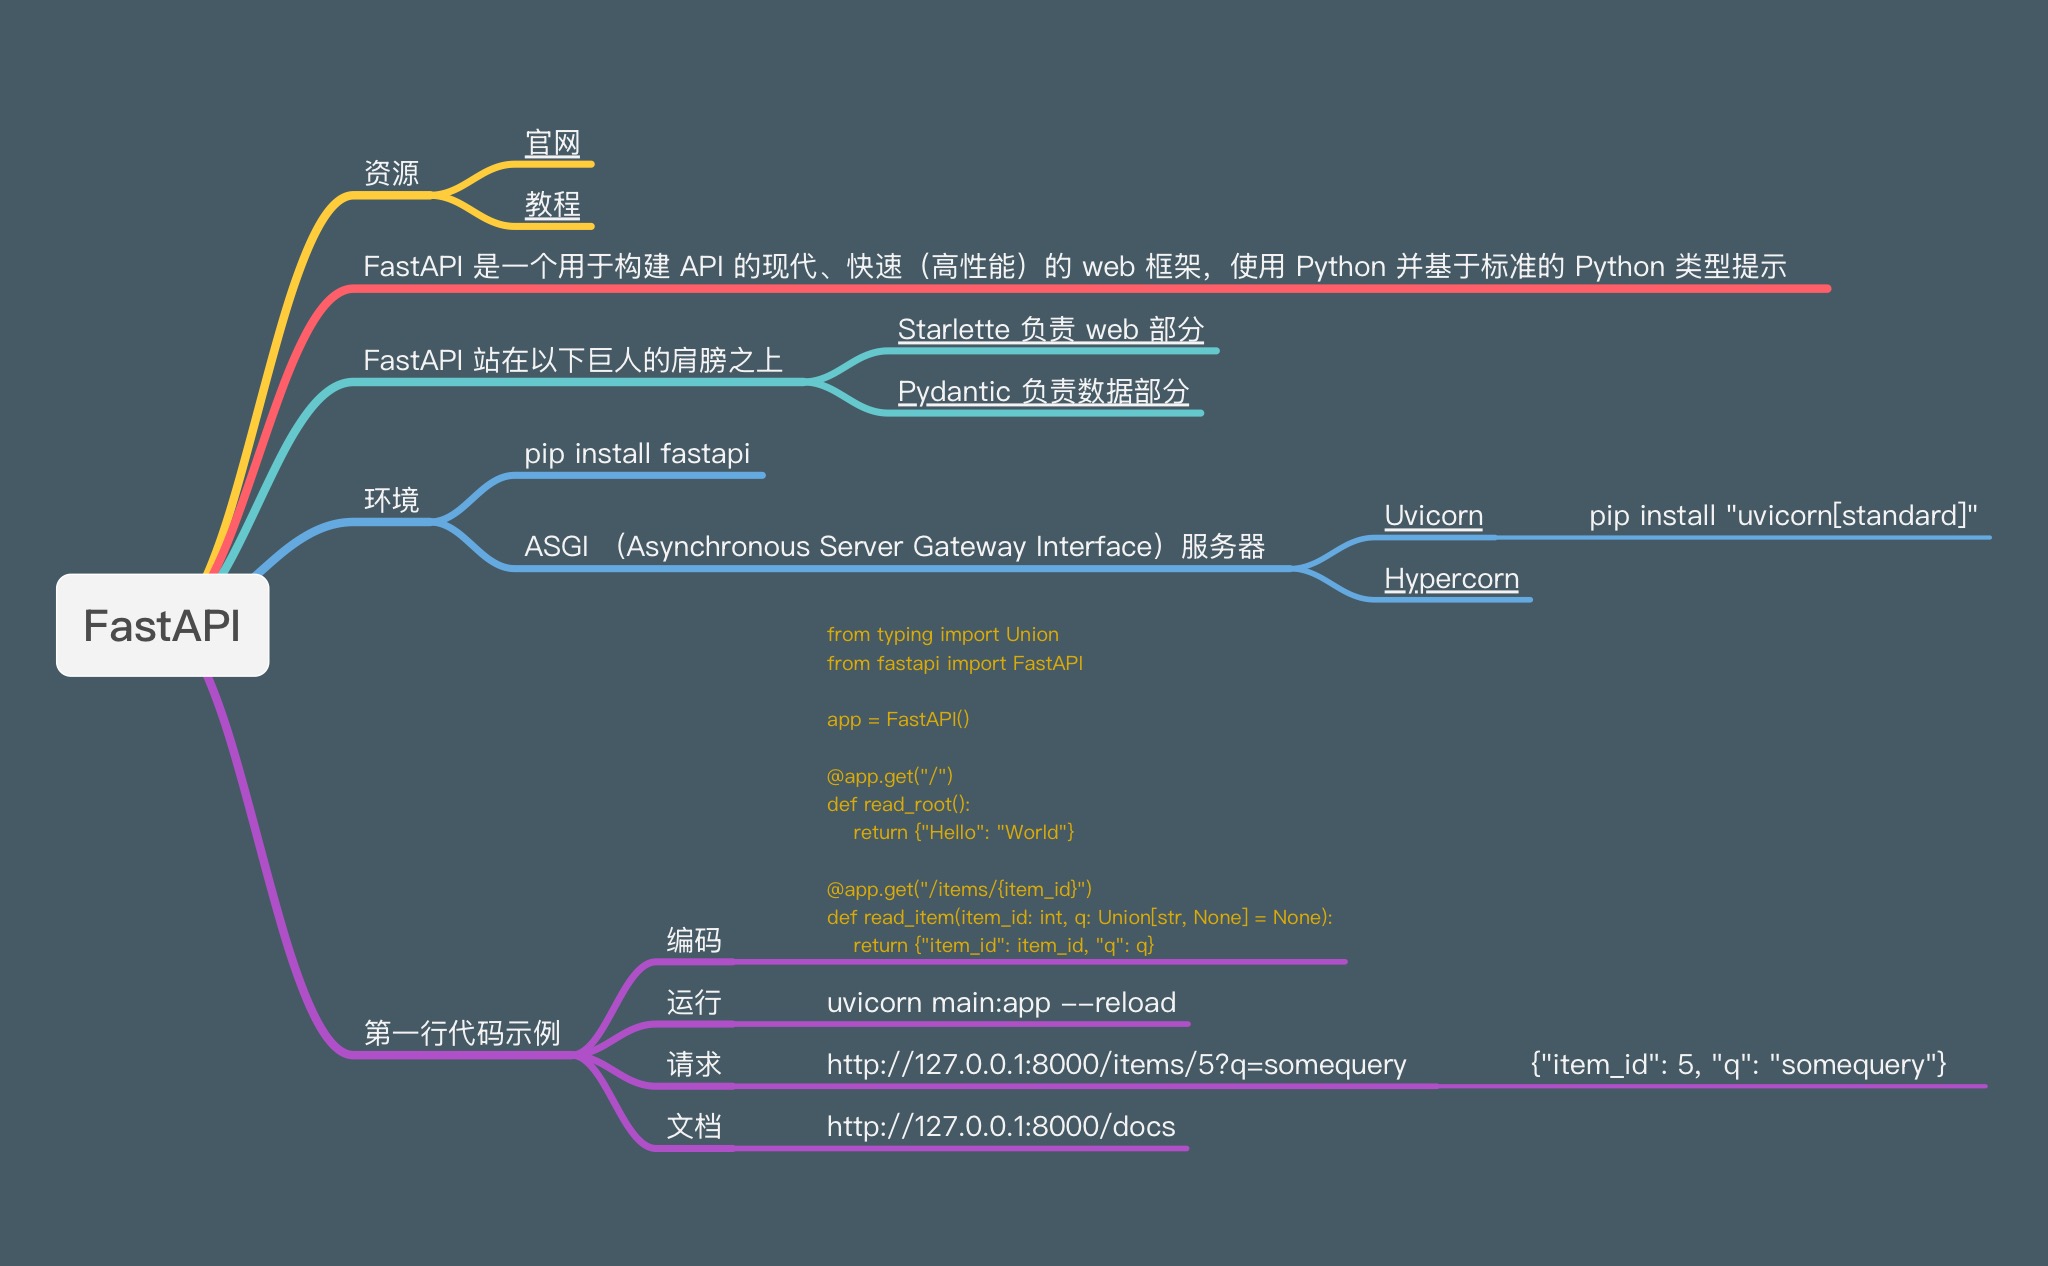 FastAPI
资源
官网
教程
FastAPI 是一个用于构建 API 的现代、快速（高性能）的 web 框架，使用 Python 并基于标准的 Python 类型提示
FastAPI 站在以下巨人的肩膀之上
Starlette 负责 web 部分
Pydantic 负责数据部分
环境
pip install fastapi
ASGI （Asynchronous Server Gateway Interface）服务器
Uvicorn
pip install "uvicorn[standard]"
Hypercorn
第一行代码示例
编码
from typing import Union
from fastapi import FastAPI
app = FastAPI()
@app.get("/")
def read_root():
    return {"Hello": "World"}
@app.get("/items/{item_id}")
def read_item(item_id: int, q: Union[str, None] = None):
    return {"item_id": item_id, "q": q}
运行
uvicorn main:app --reload
请求
http://127.0.0.1:8000/items/5?q=somequery
{"item_id": 5, "q": "somequery"}
文档
http://127.0.0.1:8000/docs